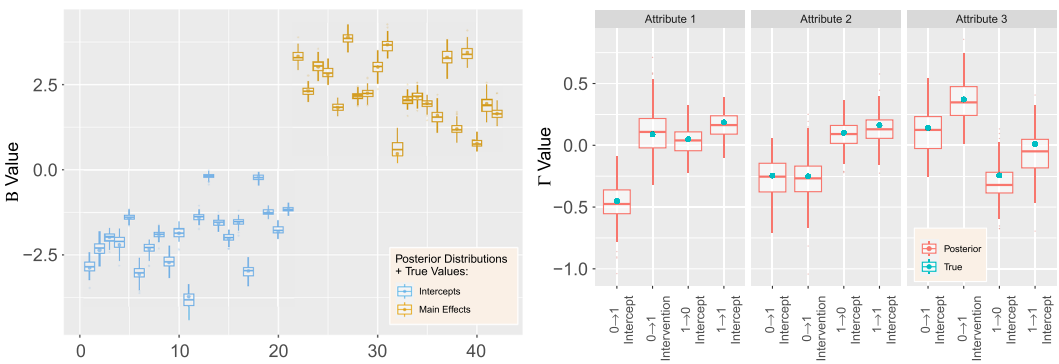 B Value
2.5
0.0
−2.5
0
10
20
30
40
Posterior Distributions
+ True Values:
Intercepts
Main Effects
Γ Value
0.5
0.0
−0.5
−1.0
Attribute 1
Attribute 2
Attribute 3
0→1
Intercept
0→1
Intervention
1→0
Intercept
1→1
Intercept
0→1
Intercept
0→1
Intervention
1→0
Intercept
1→1
Intercept
0→1
Intercept
0→1
Intervention
1→0
Intercept
1→1
Intercept
Posterior
True